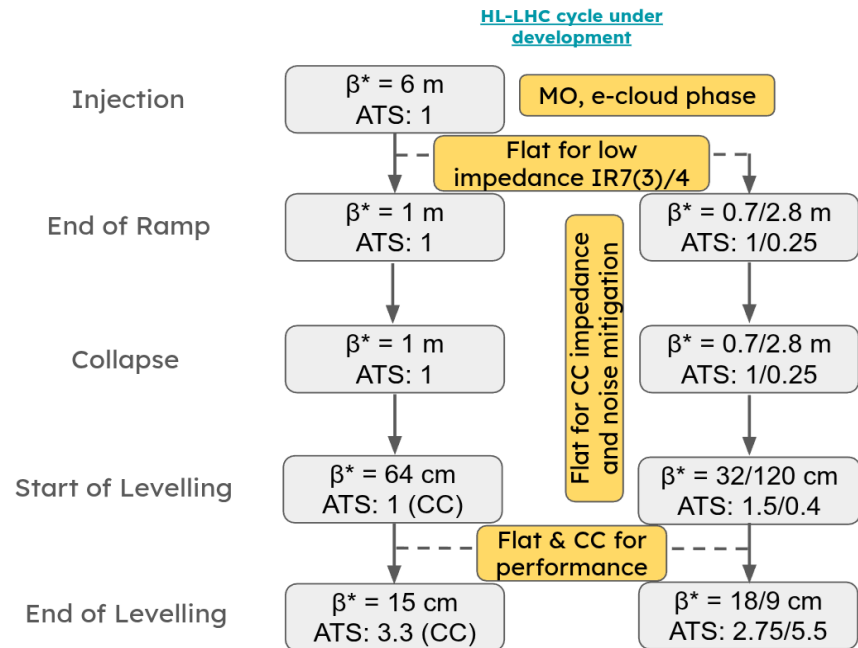 HL-LHC cycle under
development
Injection
β* = 6 m
ATS: 1
MO, e-cloud phase
Flat for low
impedance IR7(3)/4
End of Ramp
β* = 1 m
ATS: 1
β* = 0.7/2.8 m
ATS: 1/0.25
Flat for CC impedance
and noise mitigation
Collapse
β* = 1 m
ATS: 1
β* = 0.7/2.8 m
ATS: 1/0.25
Start of Levelling
β* = 64 cm
ATS: 1 (CC)
β* = 32/120 cm
ATS: 1.5/0.4
Flat & CC for
performance
End of Levelling
β* = 15 cm
ATS: 3.3 (CC)
β* = 18/9 cm
ATS: 2.75/5.5